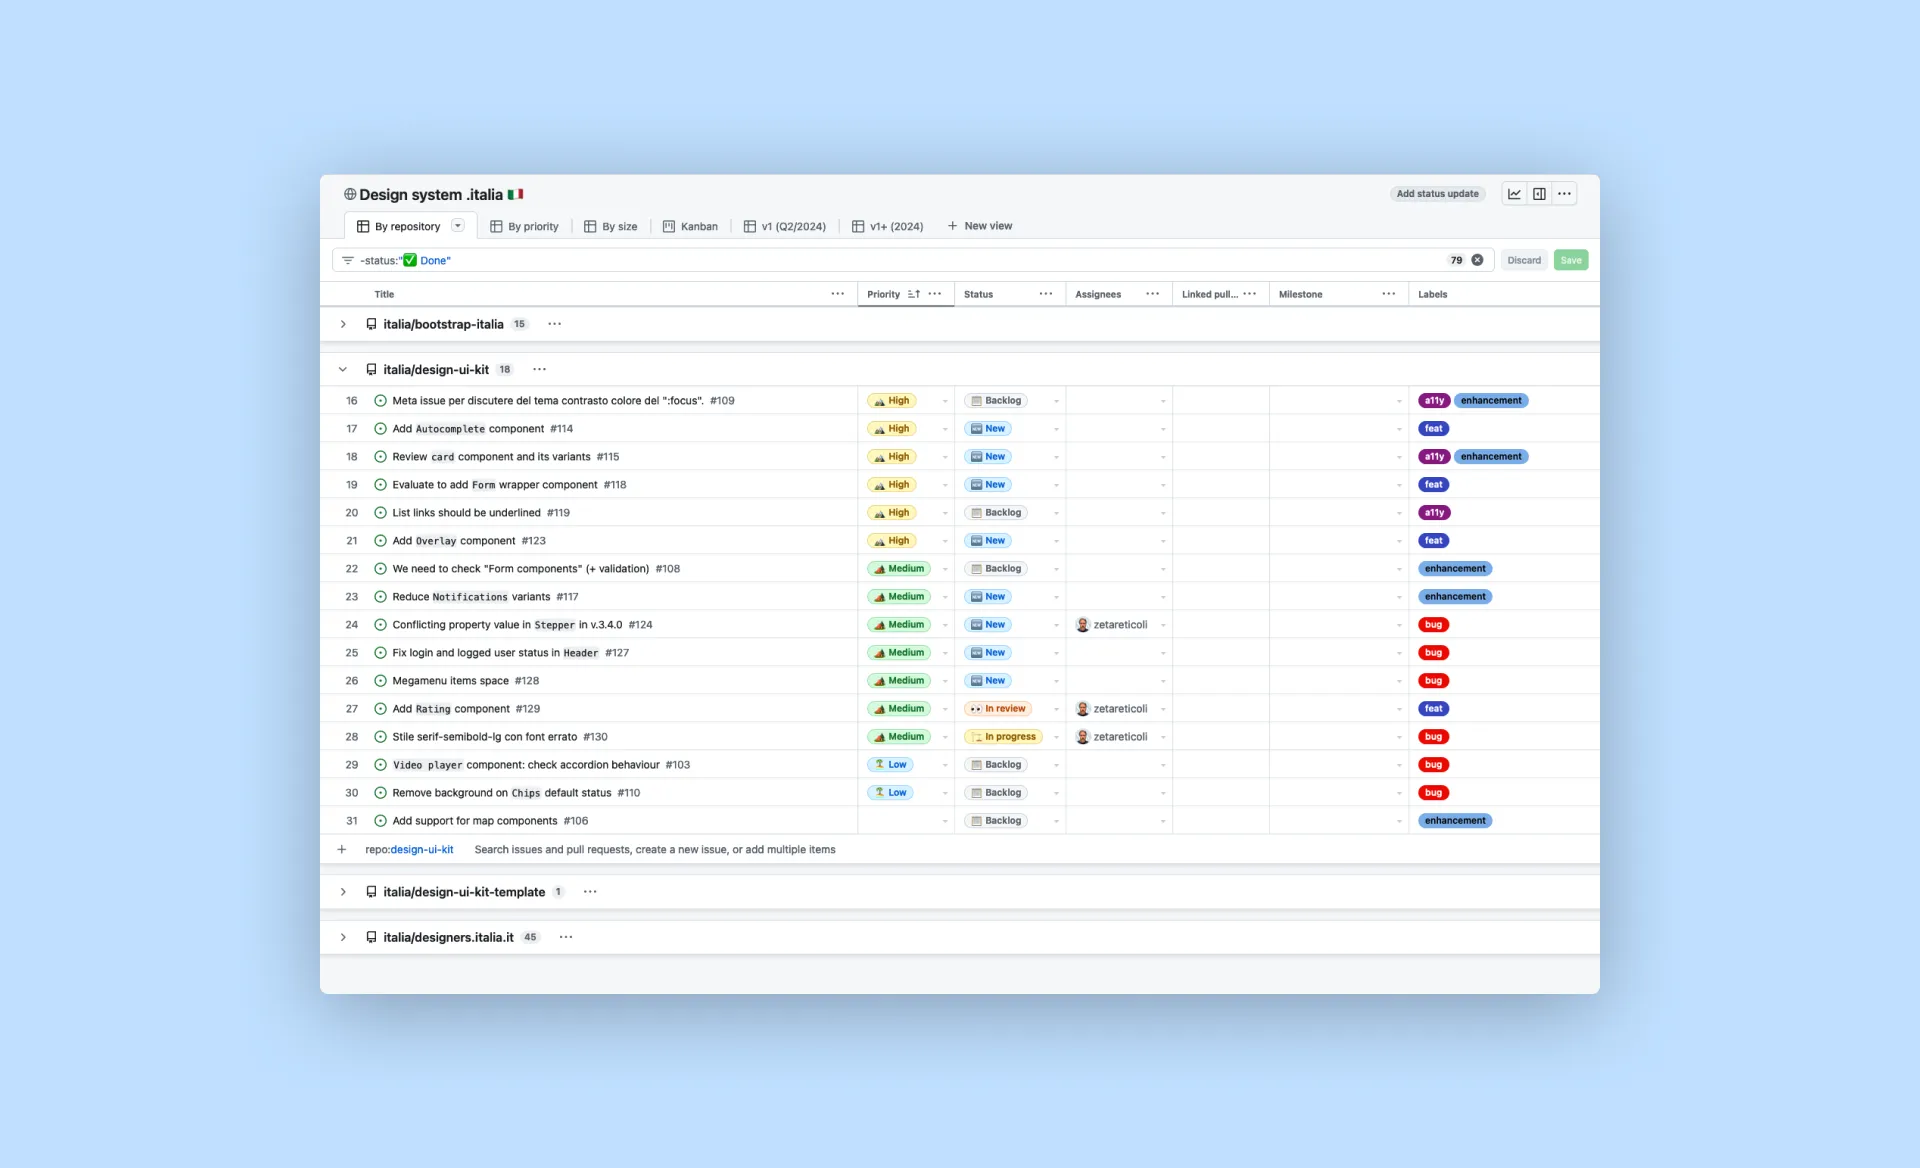 Design system .italia
Add status update
By repository By priority By size Kanban v1 (Q2/2024) v1+ (2024) New view
-status:" Done" 79 Discard Save
Title Priority Status Assignees Linked pull... Milestone Labels
italia/bootstrap-italia 15
italia/design-ui-kit 18
16 Meta issue per discutere del tema contrasto colore del ":focus". #109 High Backlog a11y enhancement
17 Add Autocomplete component #114 High New feat
18 Review card component and its variants #115 High New a11y enhancement
19 Evaluate to add Form wrapper component #118 High New feat
20 List links should be underlined #119 High Backlog a11y
21 Add Overlay component #123 High New feat
22 We need to check "Form components" (+ validation) #108 Medium Backlog enhancement
23 Reduce Notifications variants #117 Medium New enhancement
24 Conflicting property value in Stepper in v.3.4.0 #124 Medium New zetareticoli bug
25 Fix login and logged user status in Header #127 Medium New bug
26 Megamenu items space #128 Medium New bug
27 Add Rating component #129 Medium In review zetareticoli feat
28 Stile serif-semibold-lg con font errato #130 Medium In progress zetareticoli bug
29 Video player component: check accordion behaviour #103 Low Backlog bug
30 Remove background on Chips default status #110 Low Backlog bug
31 Add support for map components #106 Backlog enhancement
repo:design-ui-kit Search issues and pull requests, create a new issue, or add multiple items
italia/design-ui-kit-template 1
italia/designers.italia.it 45